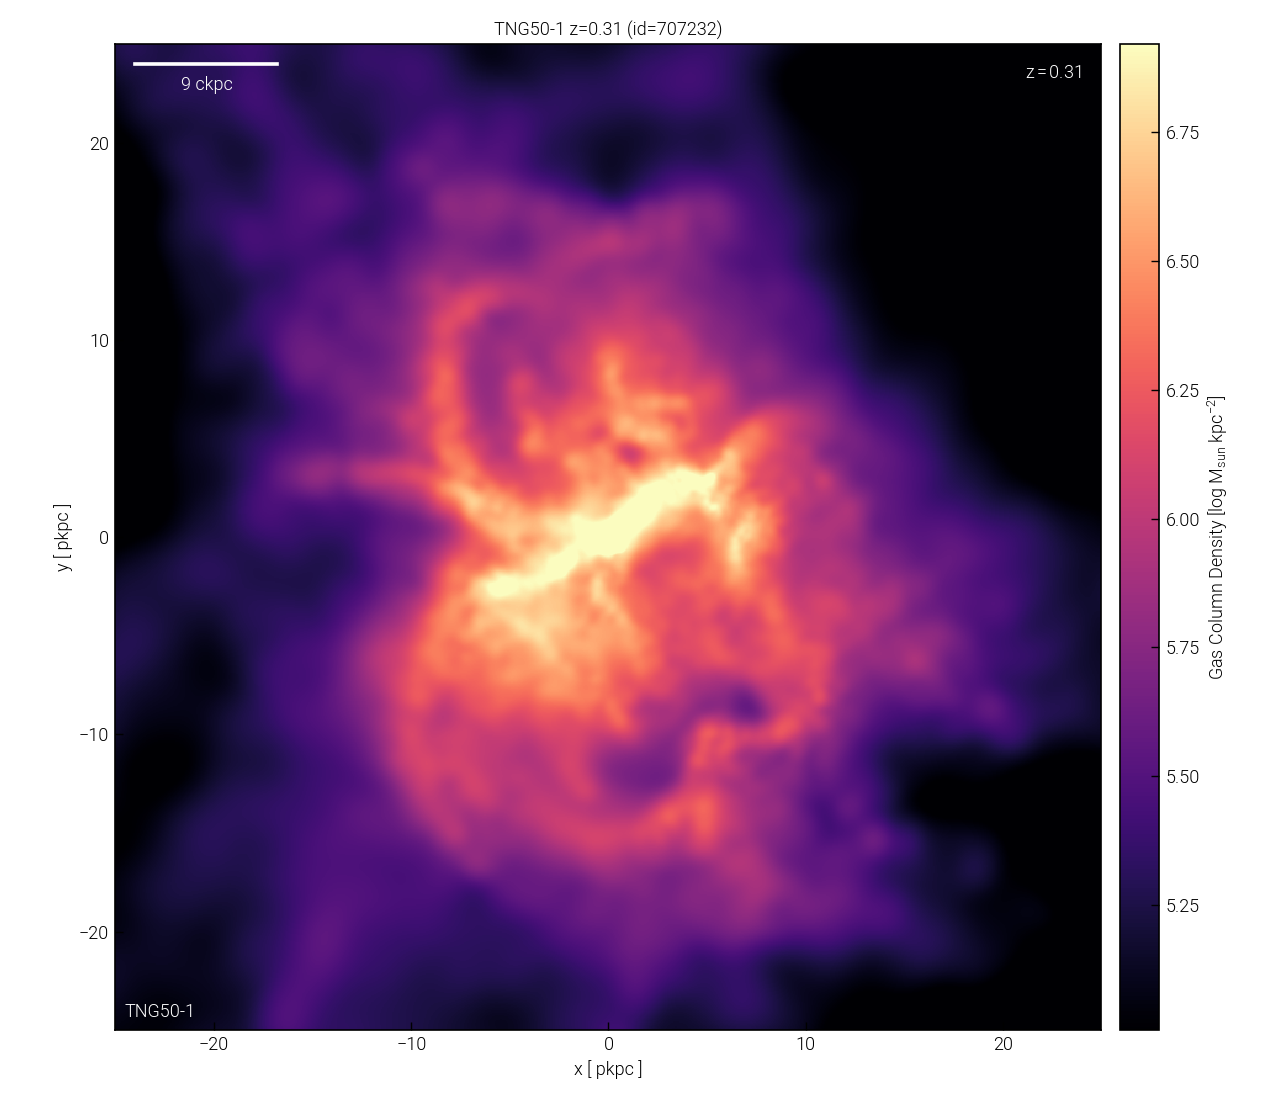 TNG50-1 z=0.31 (id=707232)
9 ckpc
z=0.31
TNG50-1
20
10
0
−10
−20
y [ pkpc ]
−20
−10
0
10
20
x [ pkpc ]
6.75
6.50
6.25
6.00
5.75
5.50
5.25
Gas Column Density [log M_sun kpc^−2]